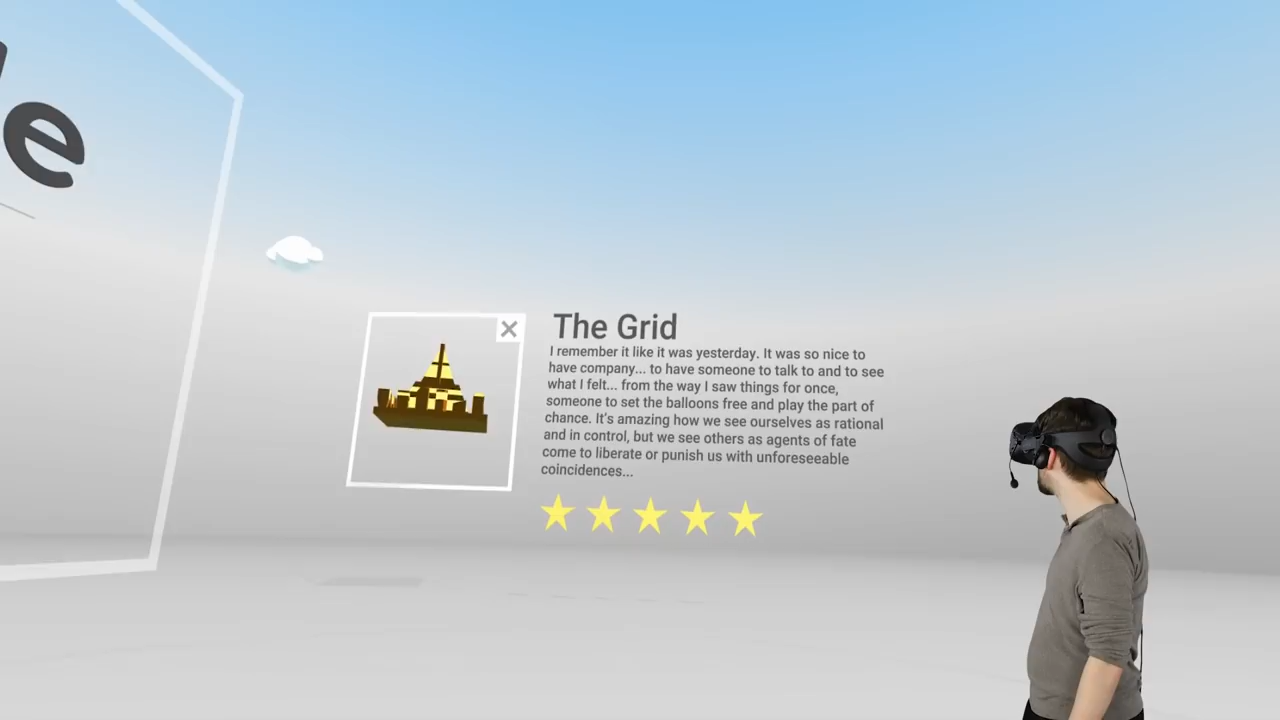 e
The Grid
I remember it like it was yesterday. It was so nice to
have company... to have someone to talk to and to see
what I felt... from the way I saw things for once,
someone to set the balloons free and play the part of
chance. It's amazing how we see ourselves as rational
and in control, but we see others as agents of fate
come to liberate or punish us with unforeseeable
coincidences...